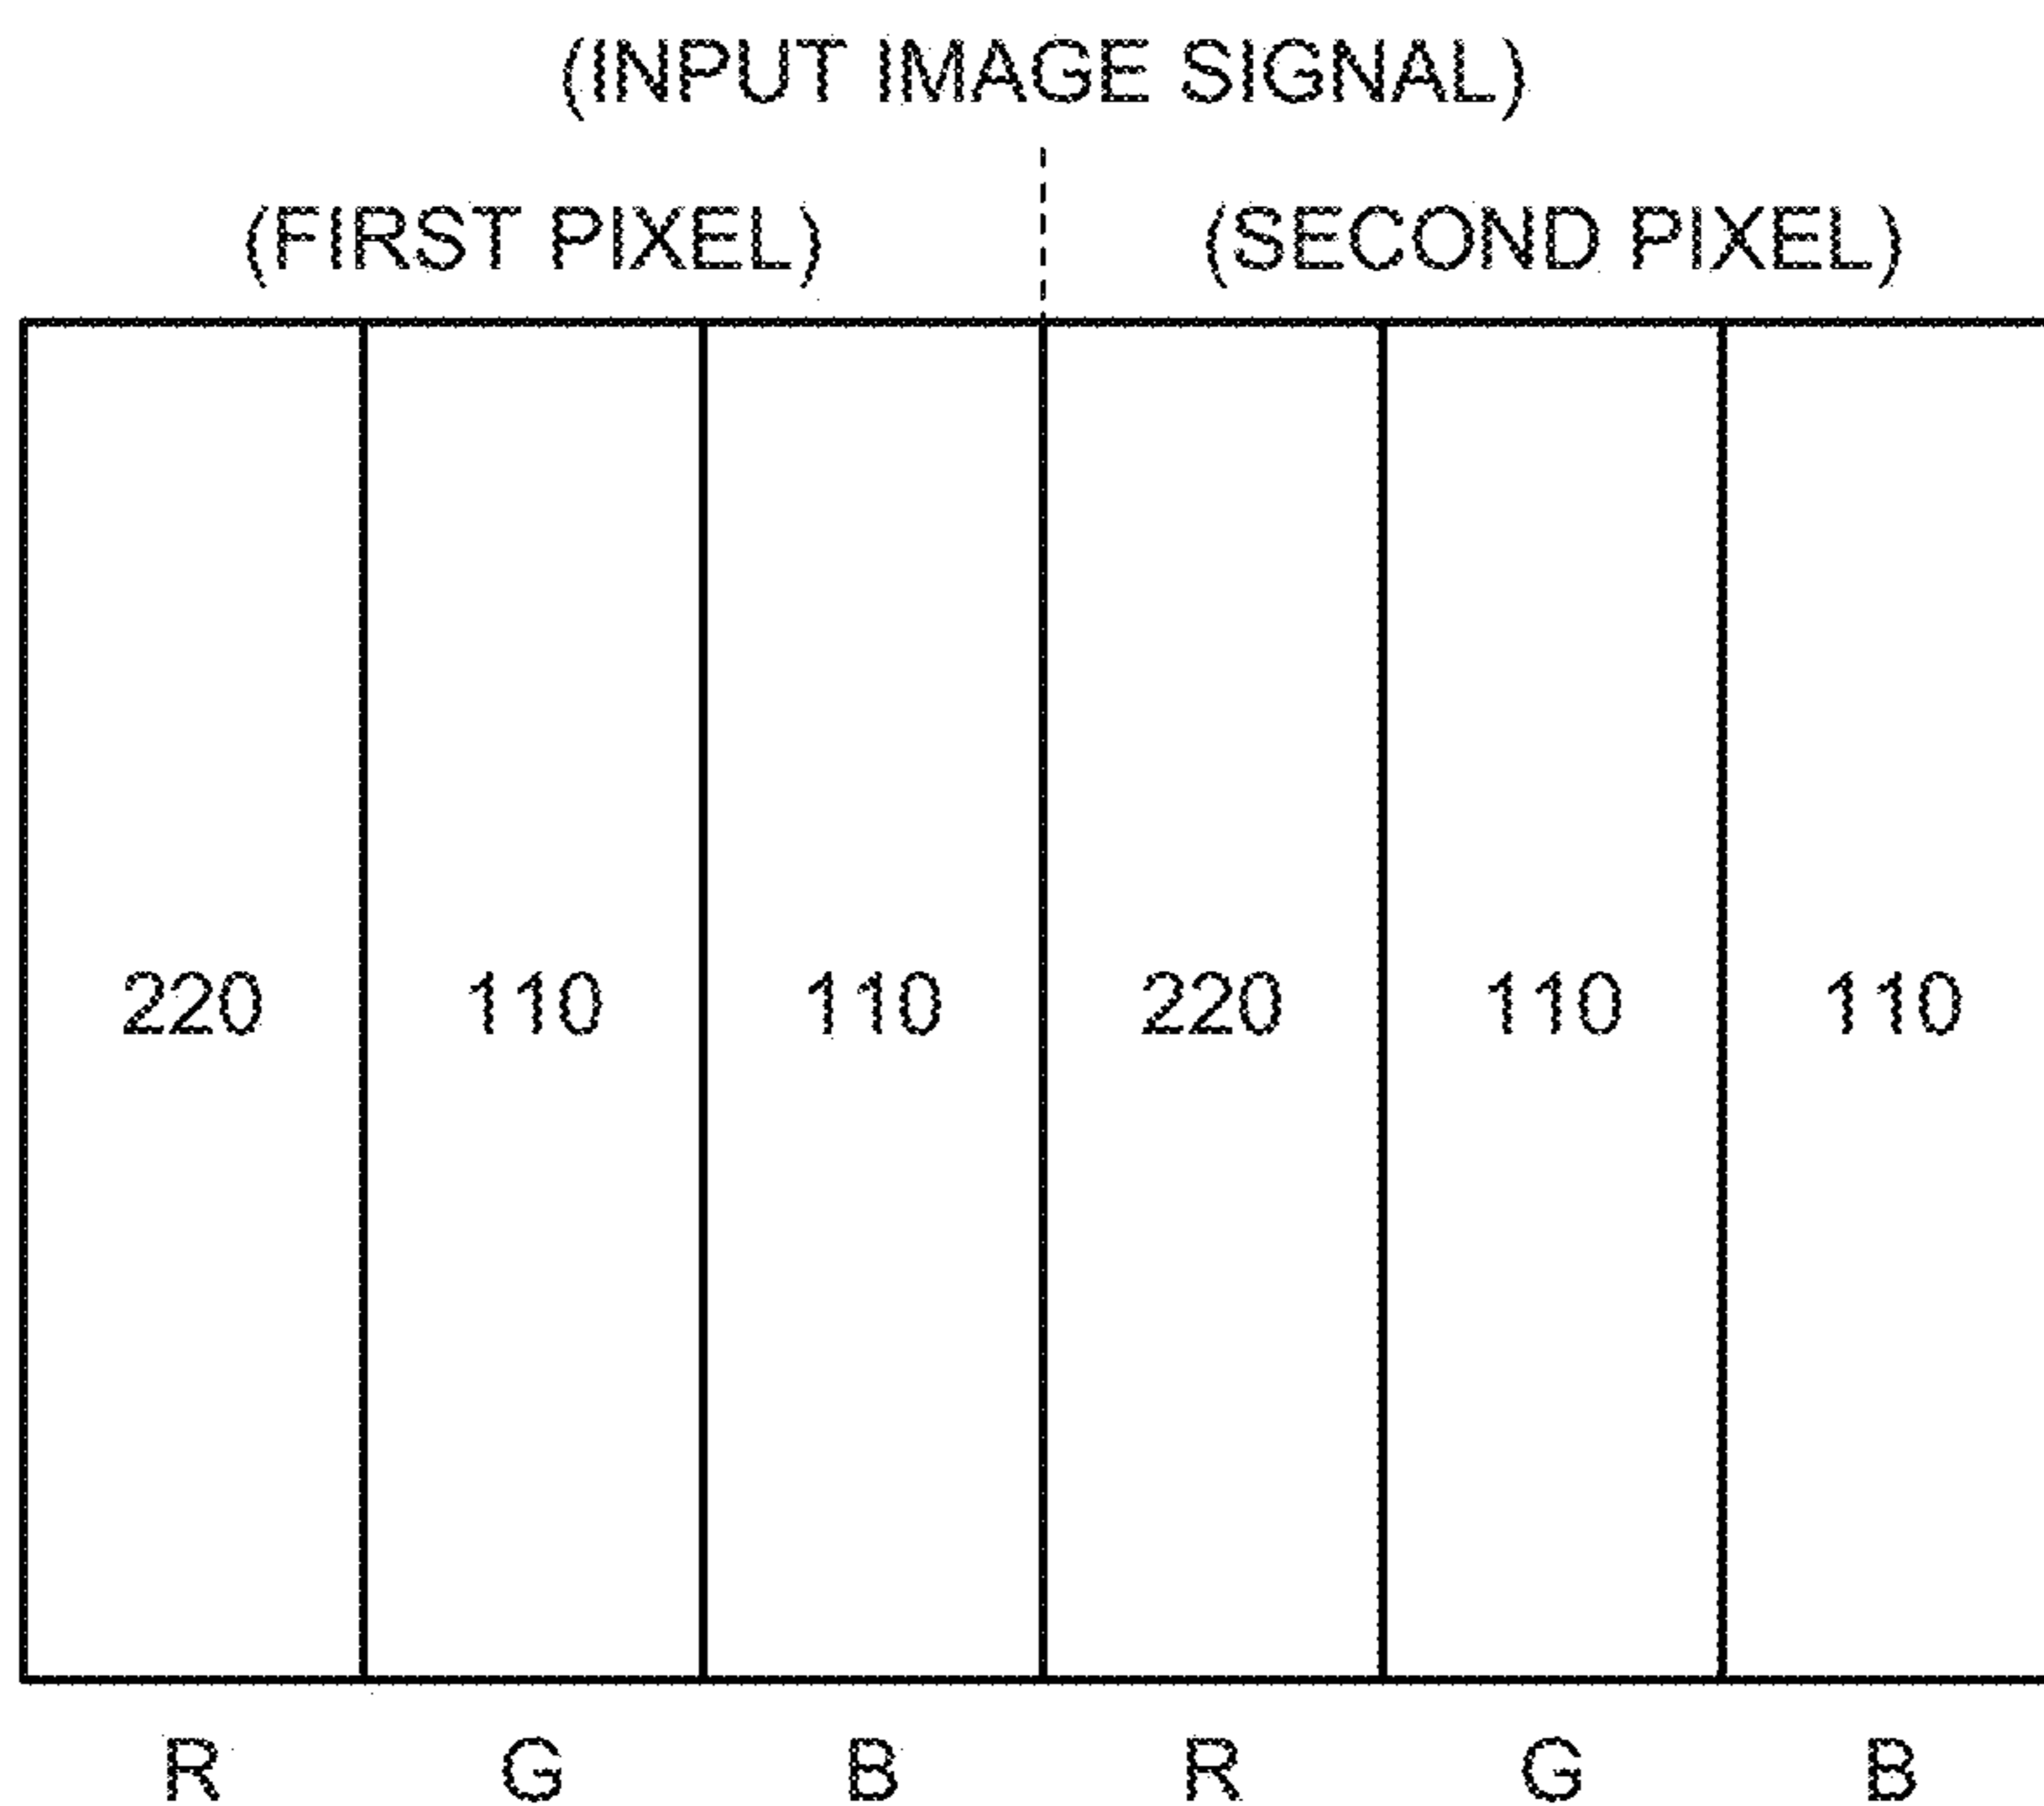 (INPUT IMAGE SIGNAL)
(FIRST PIXEL) (SECOND PIXEL)
220 110 110 220 110 110
R G B R G B